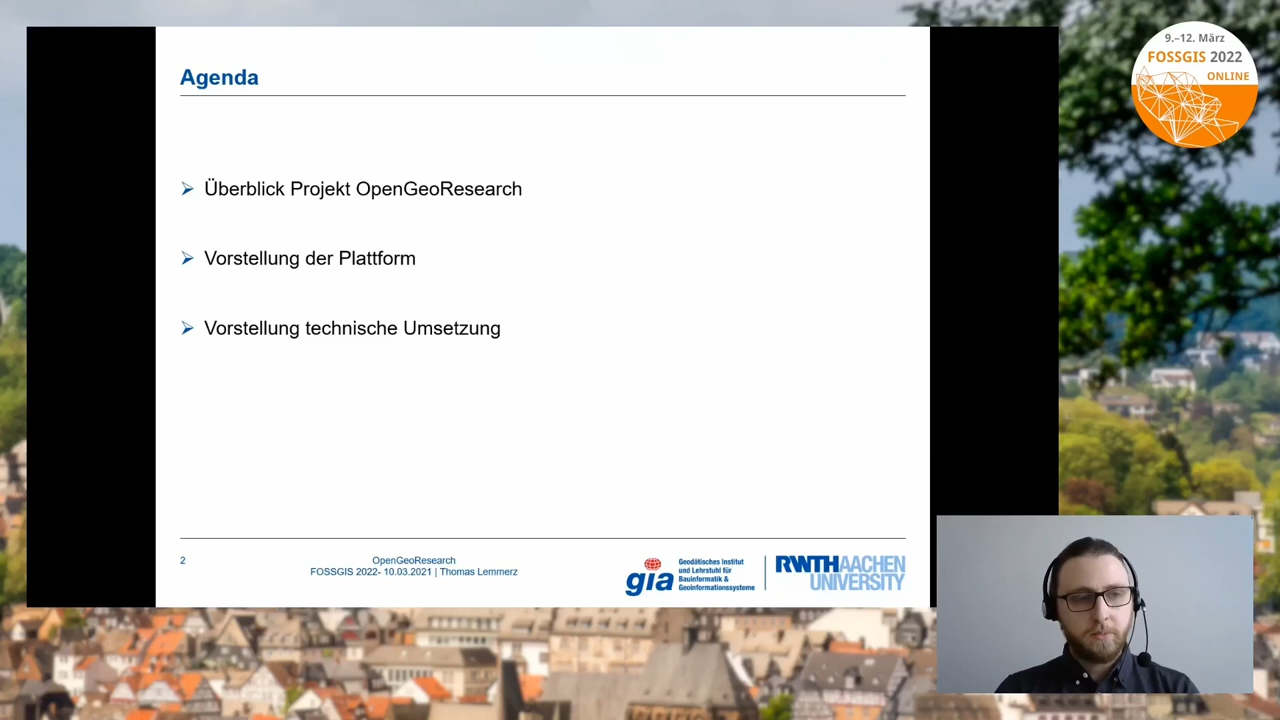 Agenda
Überblick Projekt OpenGeoResearch
Vorstellung der Plattform
Vorstellung technische Umsetzung
2
OpenGeoResearch
FOSSGIS 2022- 10.03.2021 | Thomas Lemmerz
gia
Geodätisches Institut
und Lehrstuhl für
Bauinformatik &
Geoinformationssysteme
RWTHAACHEN
UNIVERSITY
9.–12. März
FOSSGIS 2022
ONLINE